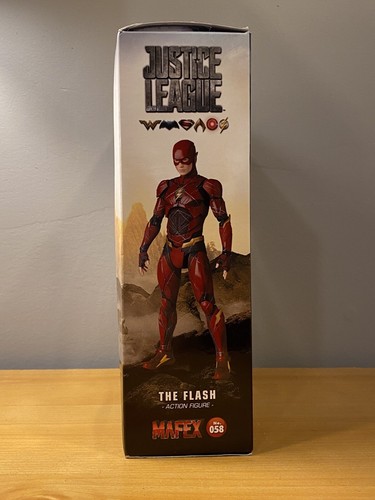 JUSTICE
LEAGUE
THE FLASH
- ACTION FIGURE -
MAFEX No. 058